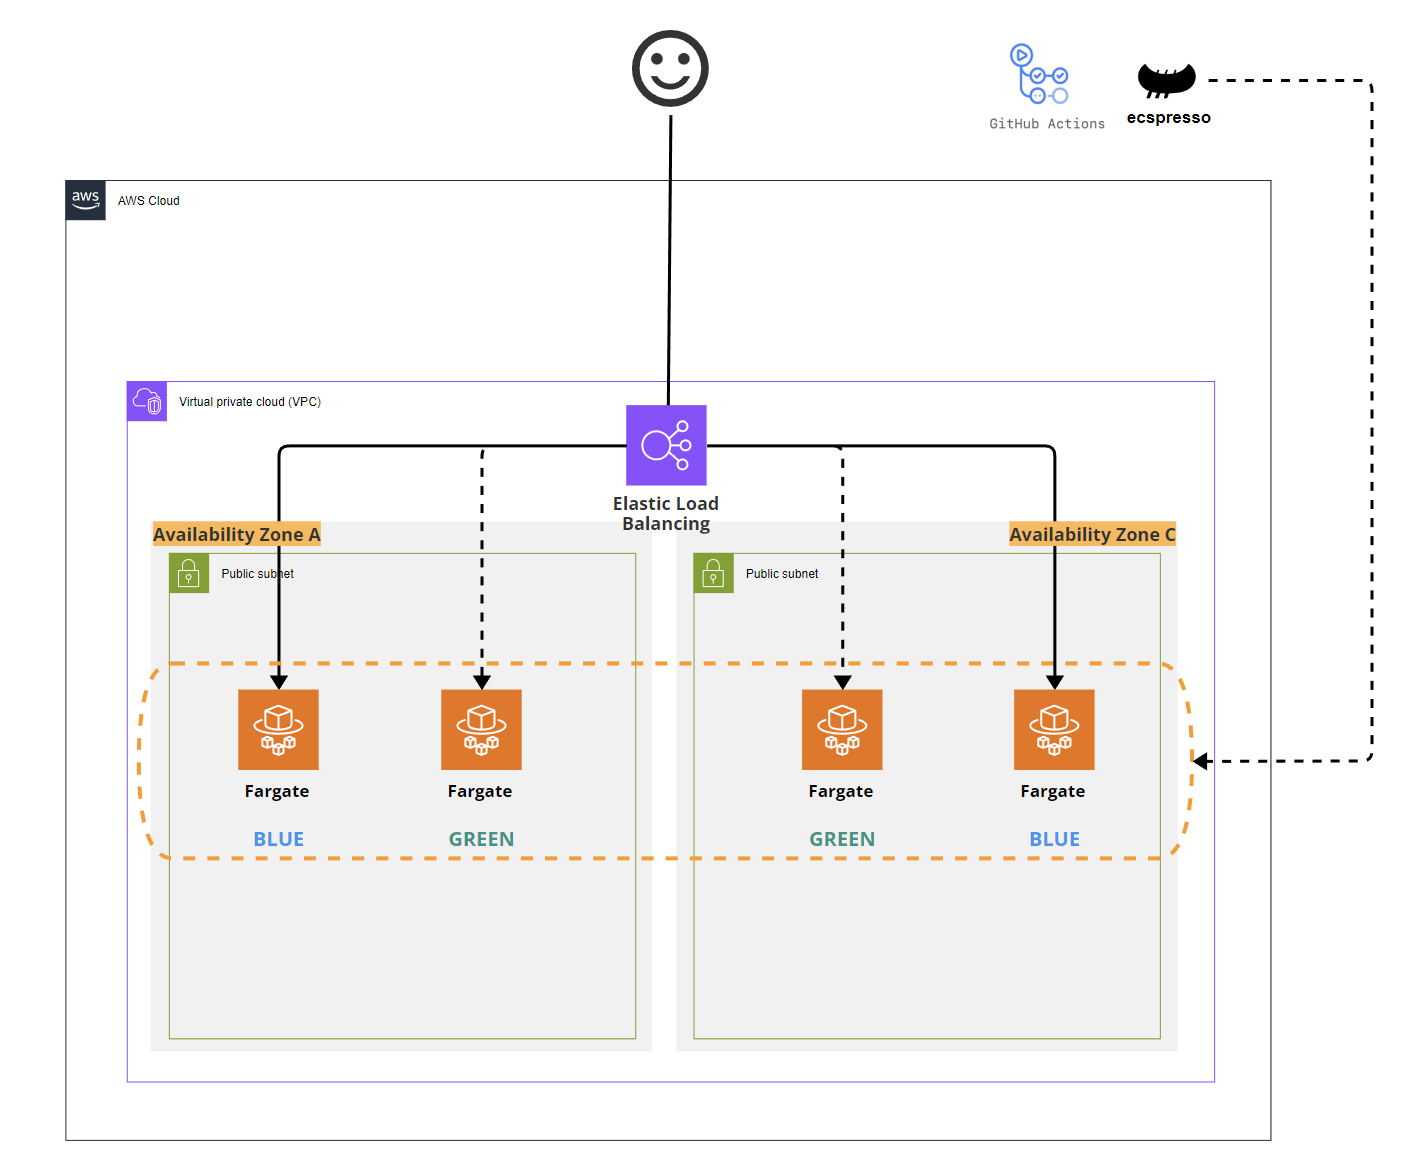 GitHub Actions
ecspresso
aws
AWS Cloud
Virtual private cloud (VPC)
Elastic Load
Balancing
Availability Zone A
Availability Zone C
Public subnet
Public subnet
Fargate
Fargate
Fargate
Fargate
BLUE
GREEN
GREEN
BLUE